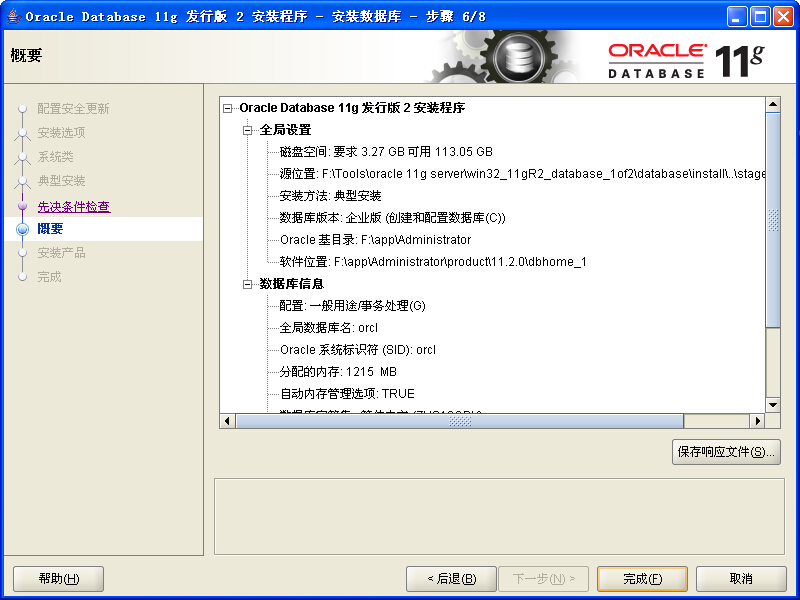 Oracle Database 11g 发行版 2 安装程序 - 安装数据库 - 步骤 6/8
概要
ORACLE 11g
DATABASE
配置安全更新
安装选项
系统类
典型安装
先决条件检查
概要
安装产品
完成
Oracle Database 11g 发行版 2 安装程序
全局设置
磁盘空间: 要求 3.27 GB 可用 113.05 GB
源位置: F:\Tools\oracle 11g server\win32_11gR2_database_1of2\database\install\..\stage
安装方法: 典型安装
数据库版本: 企业版 (创建和配置数据库(C))
Oracle 基目录: F:\app\Administrator
软件位置: F:\app\Administrator\product\11.2.0\dbhome_1
数据库信息
配置: 一般用途/事务处理(G)
全局数据库名: orcl
Oracle 系统标识符 (SID): orcl
分配的内存: 1215 MB
自动内存管理选项: TRUE
保存响应文件(S)...
帮助(H)
< 后退(B)
下一步(N) >
完成(F)
取消